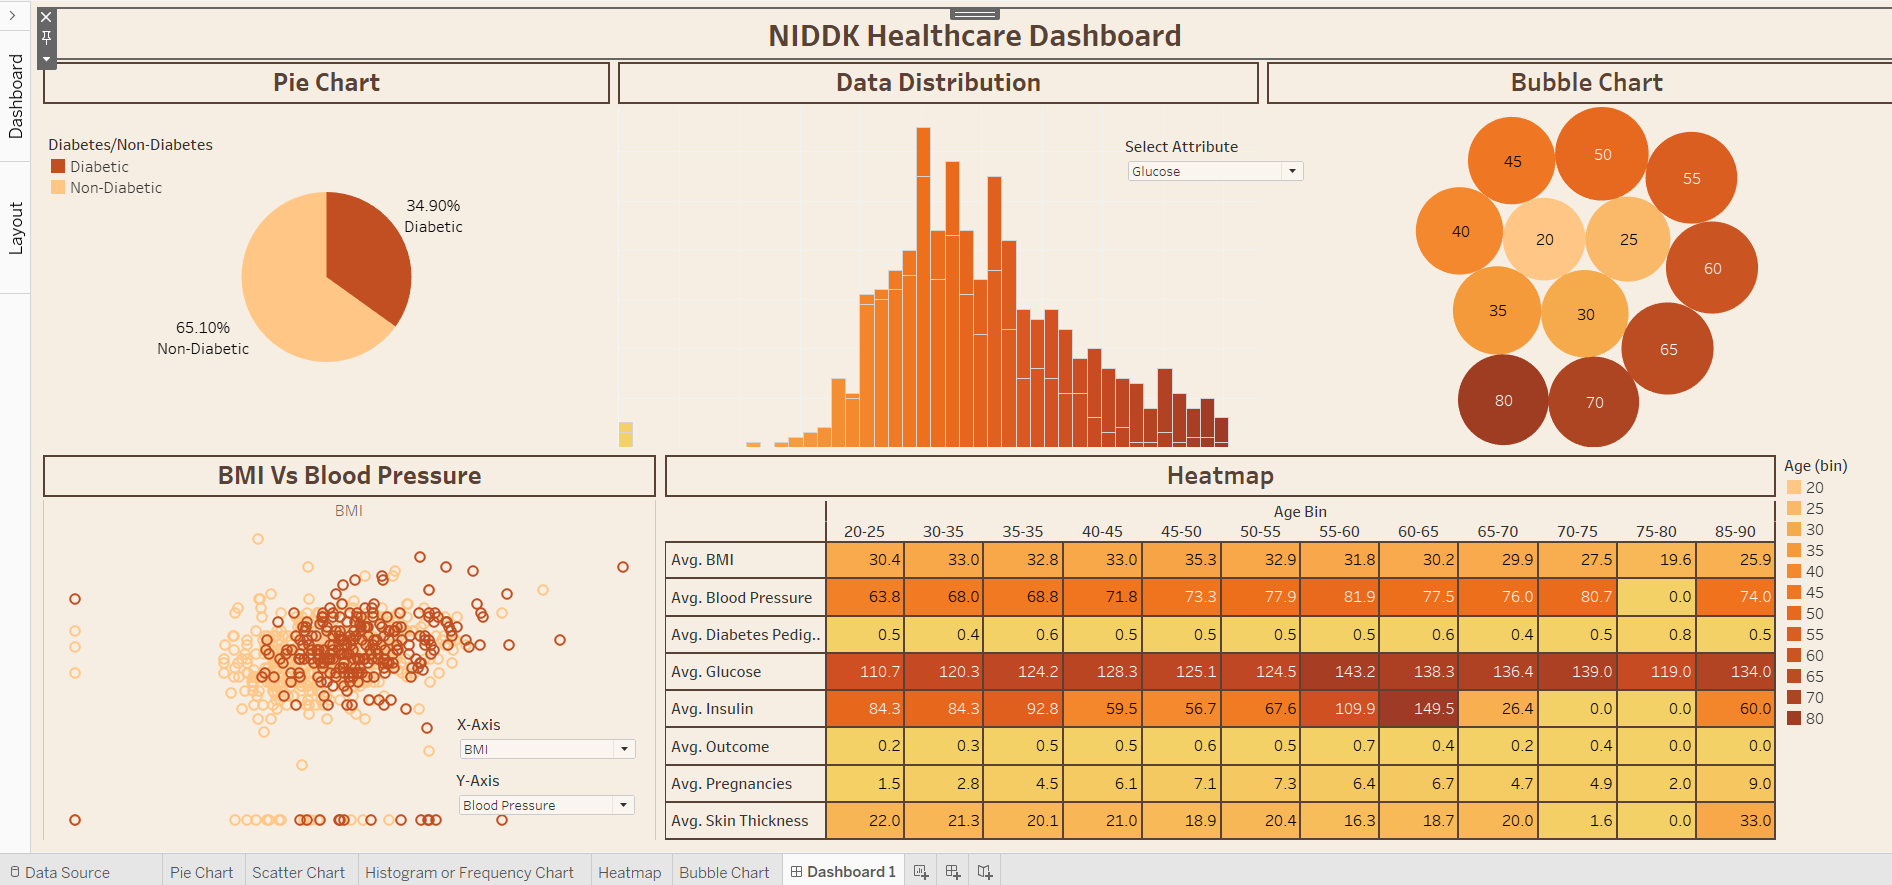 Dashboard
Layout
NIDDK Healthcare Dashboard
Pie Chart
Diabetes/Non-Diabetes
Diabetic
Non-Diabetic
34.90%
Diabetic
65.10%
Non-Diabetic
Data Distribution
Select Attribute
Glucose
Bubble Chart
45
50
55
40
20
25
60
35
30
65
80
70
BMI Vs Blood Pressure
BMI
X-Axis
BMI
Y-Axis
Blood Pressure
Heatmap
Age Bin
20-25 30-35 35-35 40-45 45-50 50-55 55-60 60-65 65-70 70-75 75-80 85-90
Avg. BMI 30.4 33.0 32.8 33.0 35.3 32.9 31.8 30.2 29.9 27.5 19.6 25.9
Avg. Blood Pressure 63.8 68.0 68.8 71.8 73.3 77.9 81.9 77.5 76.0 80.7 0.0 74.0
Avg. Diabetes Pedig.. 0.5 0.4 0.6 0.5 0.5 0.5 0.5 0.6 0.4 0.5 0.8 0.5
Avg. Glucose 110.7 120.3 124.2 128.3 125.1 124.5 143.2 138.3 136.4 139.0 119.0 134.0
Avg. Insulin 84.3 84.3 92.8 59.5 56.7 67.6 109.9 149.5 26.4 0.0 0.0 60.0
Avg. Outcome 0.2 0.3 0.5 0.5 0.6 0.5 0.7 0.4 0.2 0.4 0.0 0.0
Avg. Pregnancies 1.5 2.8 4.5 6.1 7.1 7.3 6.4 6.7 4.7 4.9 2.0 9.0
Avg. Skin Thickness 22.0 21.3 20.1 21.0 18.9 20.4 16.3 18.7 20.0 1.6 0.0 33.0
Age (bin)
20
25
30
35
40
45
50
55
60
65
70
80
Data Source Pie Chart Scatter Chart Histogram or Frequency Chart Heatmap Bubble Chart Dashboard 1